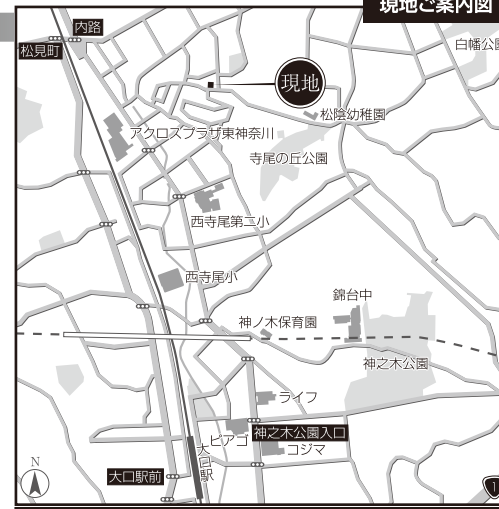 現地ご案内図
内路
松見町
白幡公園
現地
松陰幼稚園
アクロスプラザ東神奈川
寺尾の丘公園
西寺尾第二小
西寺尾小
錦台中
神ノ木保育園
神之木公園
ライフ
ピアゴ
神之木公園入口
コジマ
大口駅
大口駅前
N
1